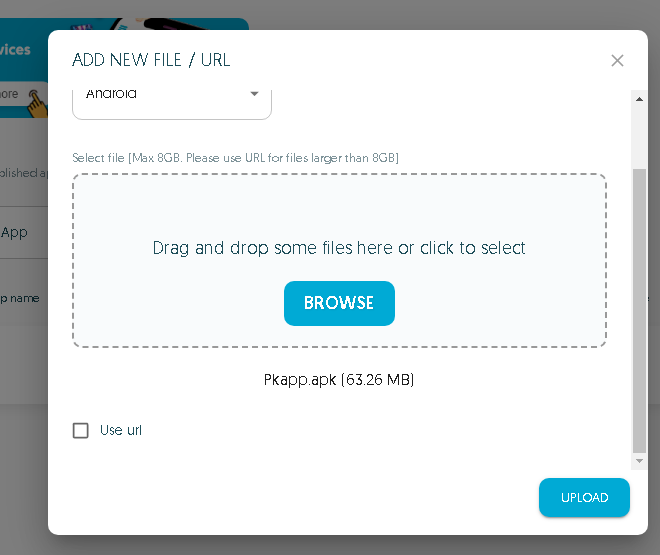 vices
ore
ADD NEW FILE / URL
Android
Select file [Max 8GB. Please use URL for files larger than 8GB]
blished ap
Drag and drop some files here or click to select
App
BROWSE
p name
Pkapp.apk (63.26 MB)
Use url
UPLOAD